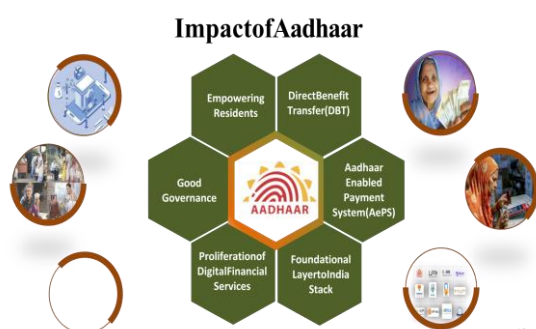 ImpactofAadhaar
Empowering
Residents
DirectBenefit
Transfer(DBT)
Good
Governance
AADHAAR
Aadhaar
Enabled
Payment
System(AePS)
Proliferationof
DigitalFinancial
Services
Foundational
LayertoIndia
Stack